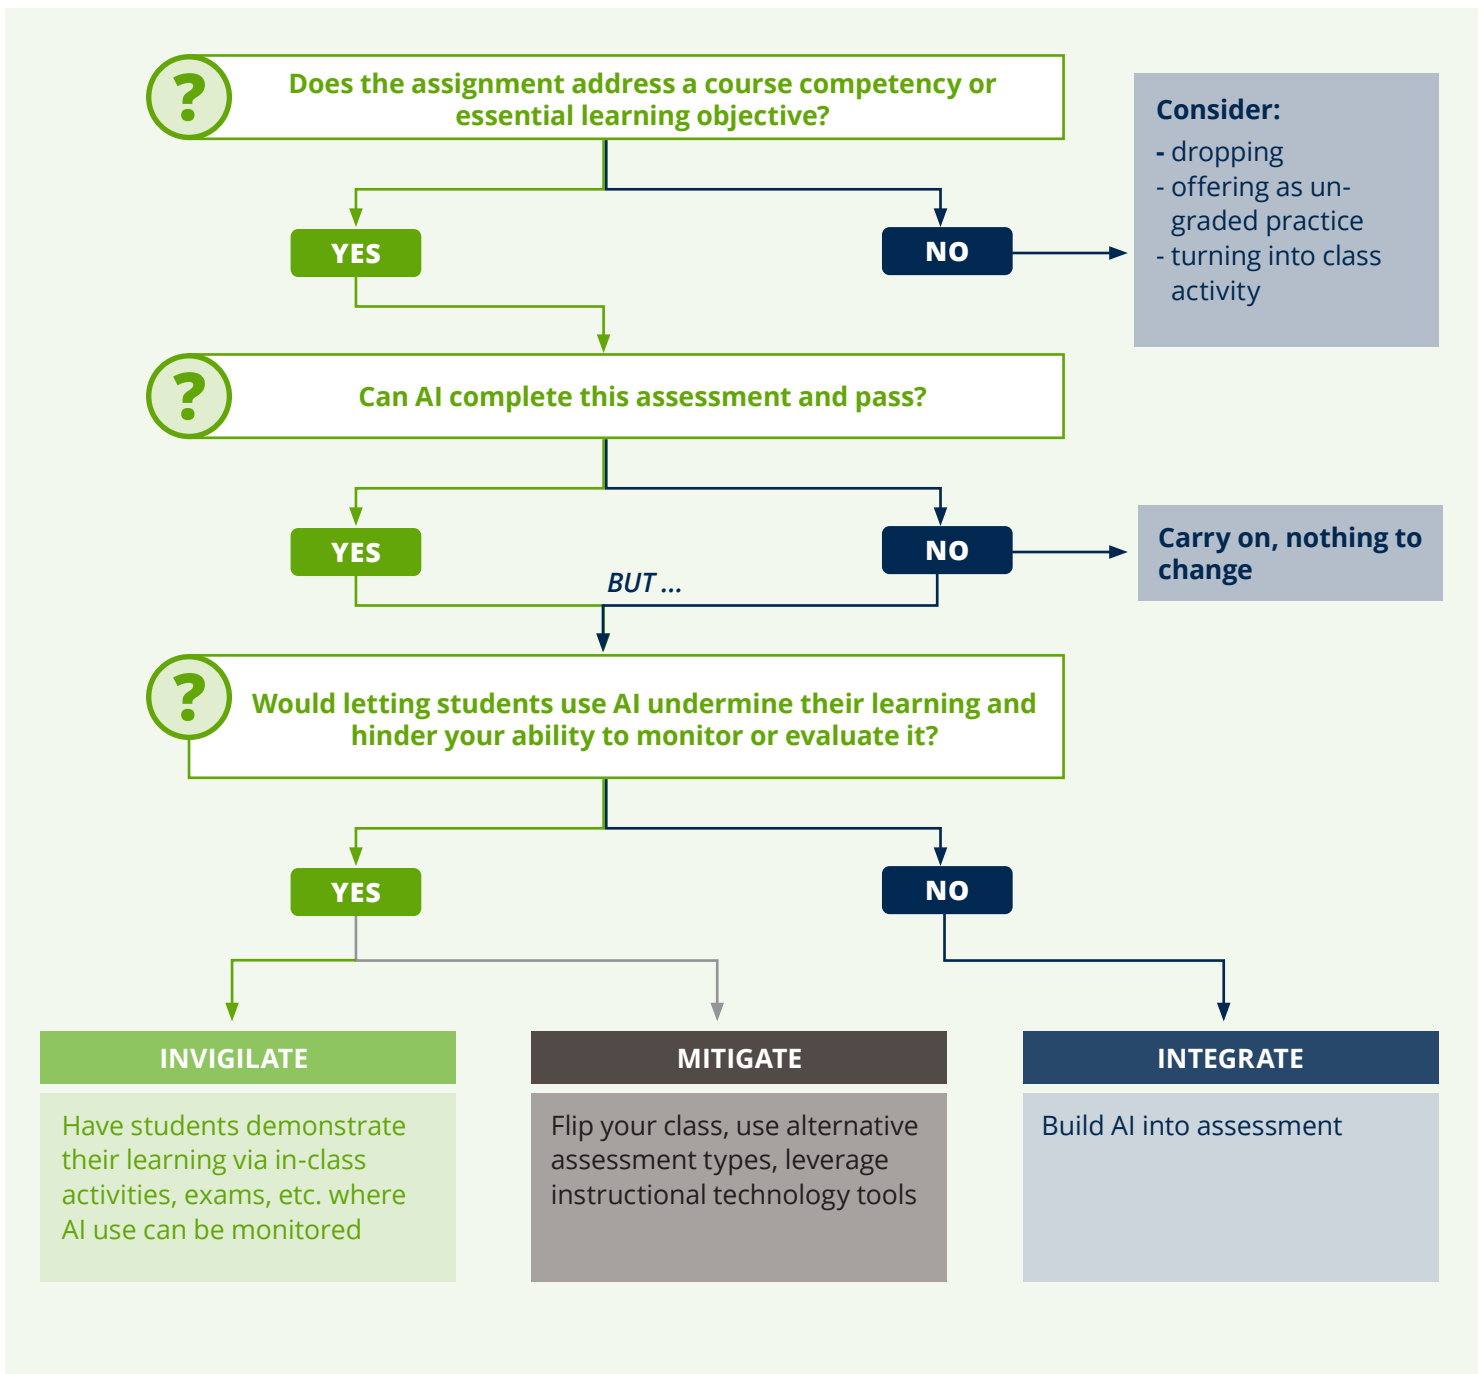 ?
Does the assignment address a course competency or
essential learning objective?
Consider:
- dropping
- offering as un-
graded practice
- turning into class
activity
YES
NO
?
Can AI complete this assessment and pass?
YES
NO
Carry on, nothing to
change
BUT ...
?
Would letting students use AI undermine their learning and
hinder your ability to monitor or evaluate it?
YES
NO
INVIGILATE
Have students demonstrate
their learning via in-class
activities, exams, etc. where
AI use can be monitored
MITIGATE
Flip your class, use alternative
assessment types, leverage
instructional technology tools
INTEGRATE
Build AI into assessment